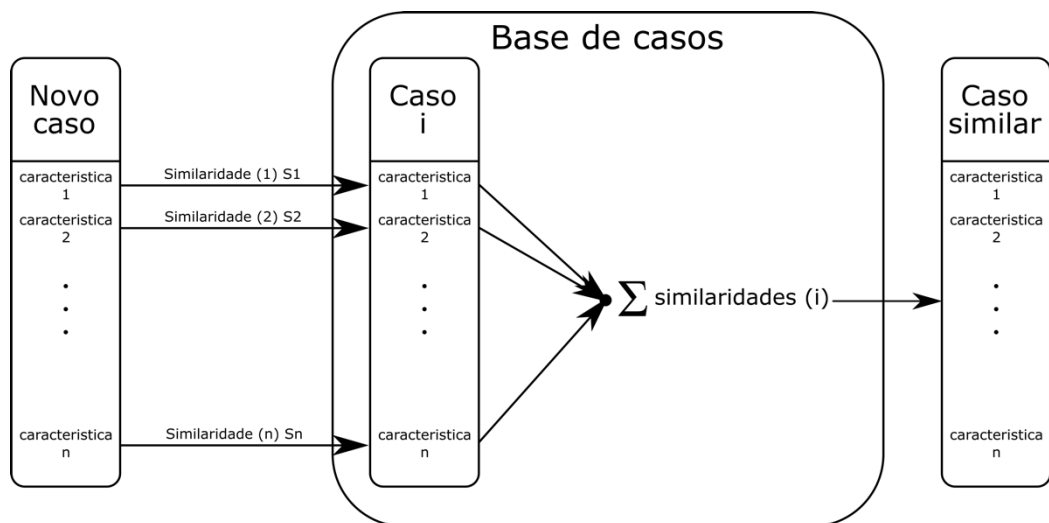 Base de casos
Novo
caso
caracteristica
1
caracteristica
2
caracteristica
n
Similaridade (1) S1
Similaridade (2) S2
Similaridade (n) Sn
Caso
i
caracteristica
1
caracteristica
2
caracteristica
n
∑ similaridades (i)
Caso
similar
caracteristica
1
caracteristica
2
caracteristica
n